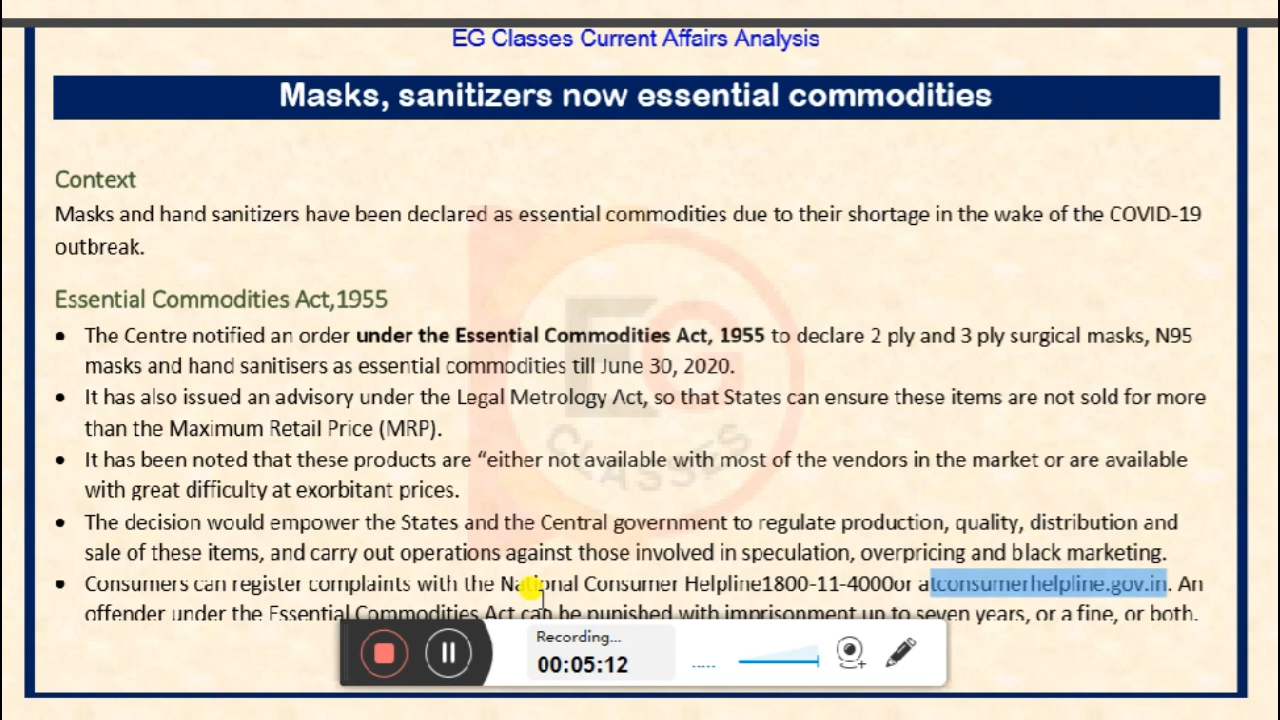 EG Classes Current Affairs Analysis
Masks, sanitizers now essential commodities
Context
Masks and hand sanitizers have been declared as essential commodities due to their shortage in the wake of the COVID-19
outbreak.
Essential Commodities Act,1955
• The Centre notified an order under the Essential Commodities Act, 1955 to declare 2 ply and 3 ply surgical masks, N95
masks and hand sanitisers as essential commodities till June 30, 2020.
• It has also issued an advisory under the Legal Metrology Act, so that States can ensure these items are not sold for more
than the Maximum Retail Price (MRP).
• It has been noted that these products are “either not available with most of the vendors in the market or are available
with great difficulty at exorbitant prices.
• The decision would empower the States and the Central government to regulate production, quality, distribution and
sale of these items, and carry out operations against those involved in speculation, overpricing and black marketing.
• Consumers can register complaints with the National Consumer Helpline1800-11-4000or atconsumerhelpline.gov.in. An
offender under the Essential Commodities Act can be punished with imprisonment up to seven years, or a fine, or both.
EG
CLASSES
Recording...
00:05:12